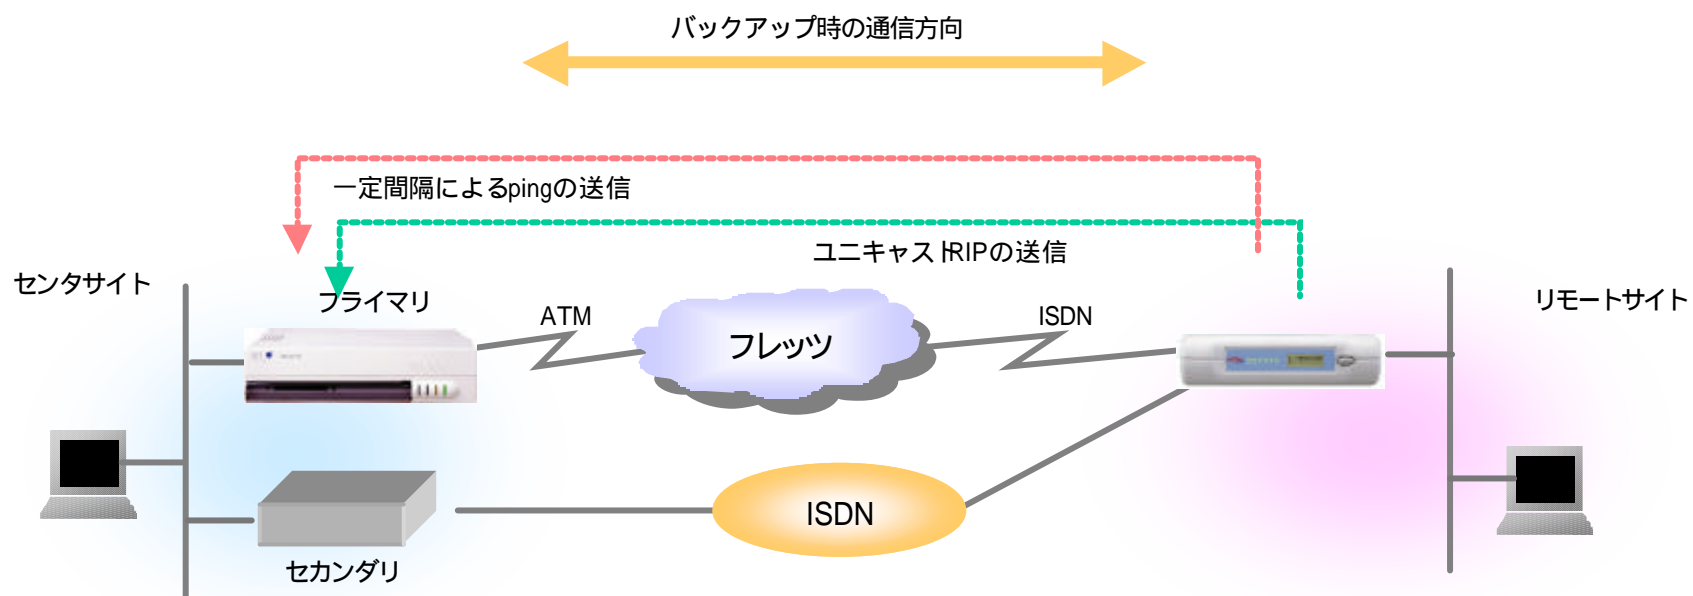 バックアップ時の通信方向
一定間隔によるpingの送信
ユニキャストRIPの送信
センタサイト
フライマリ
ATM
フレッツ
ISDN
リモートサイト
ISDN
セカンダリ